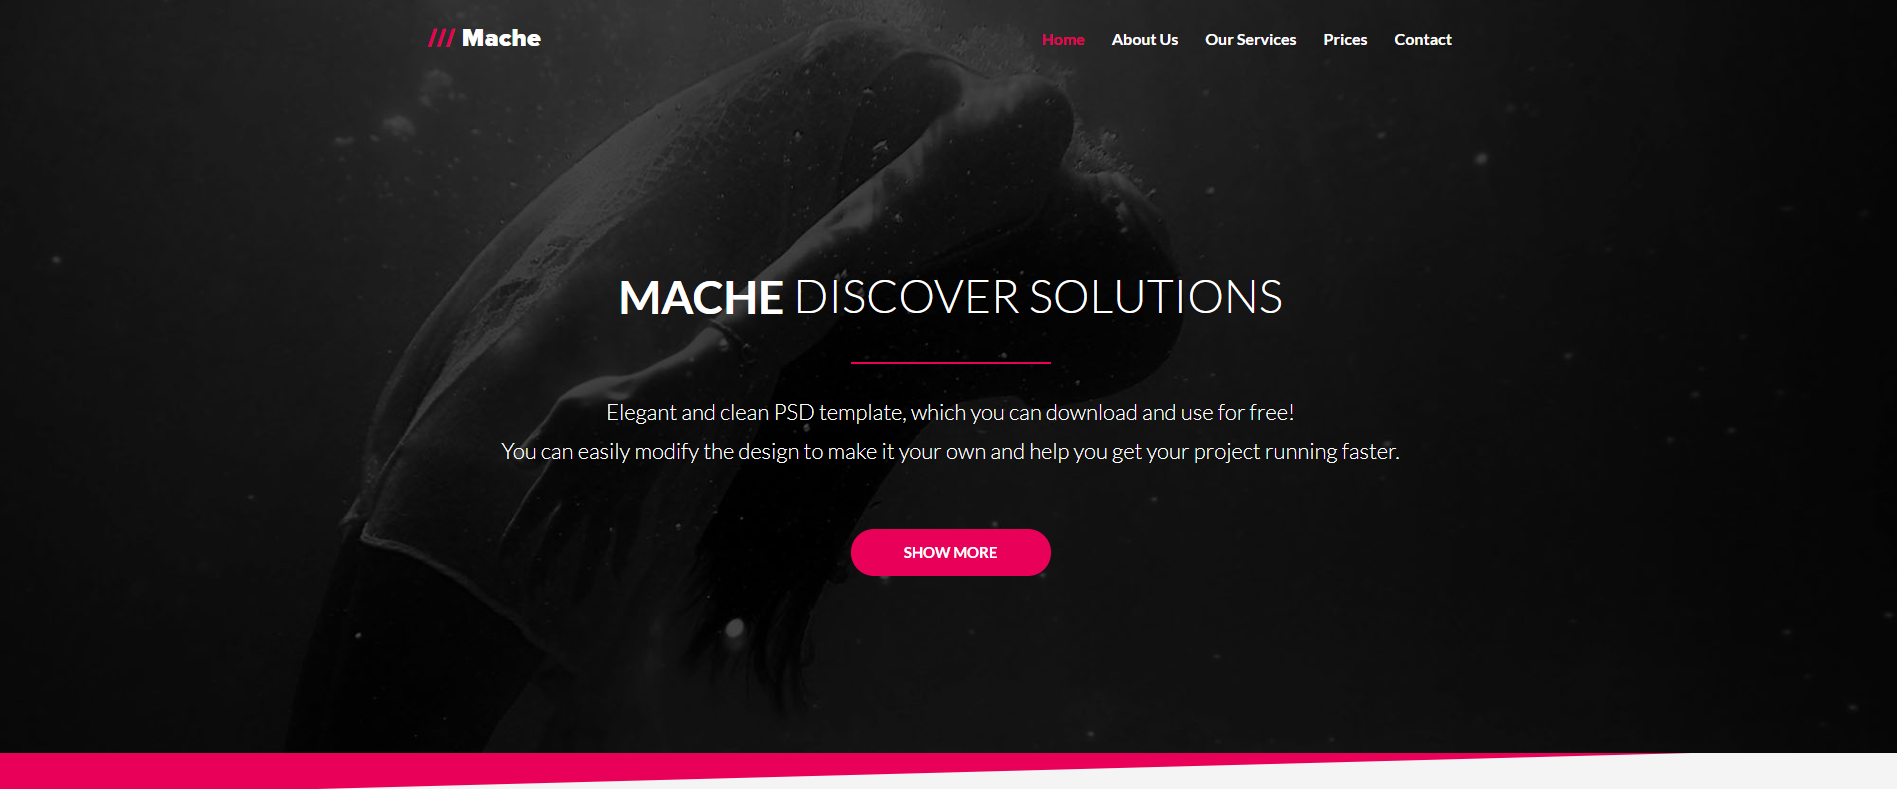 /// Mache
Home About Us Our Services Prices Contact
MACHE DISCOVER SOLUTIONS
Elegant and clean PSD template, which you can download and use for free!
You can easily modify the design to make it your own and help you get your project running faster.
SHOW MORE